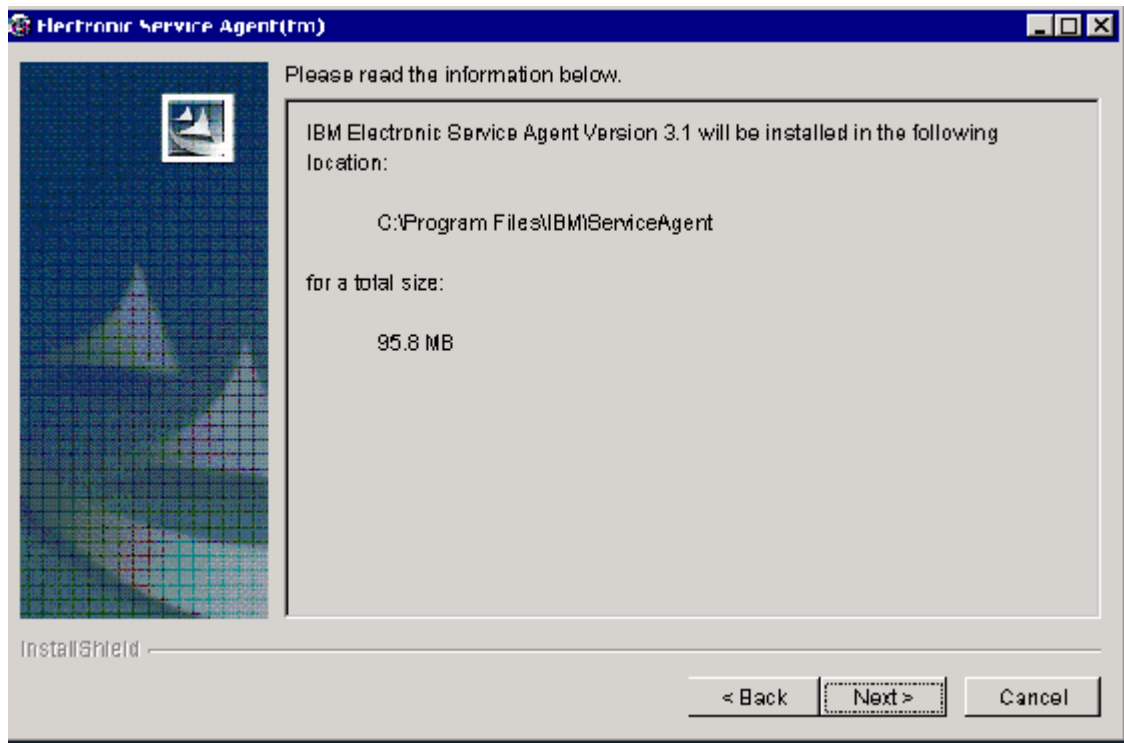 Electronic Service Agent(tm)
Please read the information below.
IBM Electronic Service Agent Version 3.1 will be installed in the following
location:
C:\Program Files\IBM\ServiceAgent
for a total size:
95.8 MB
InstallShield
< Back Next > Cancel